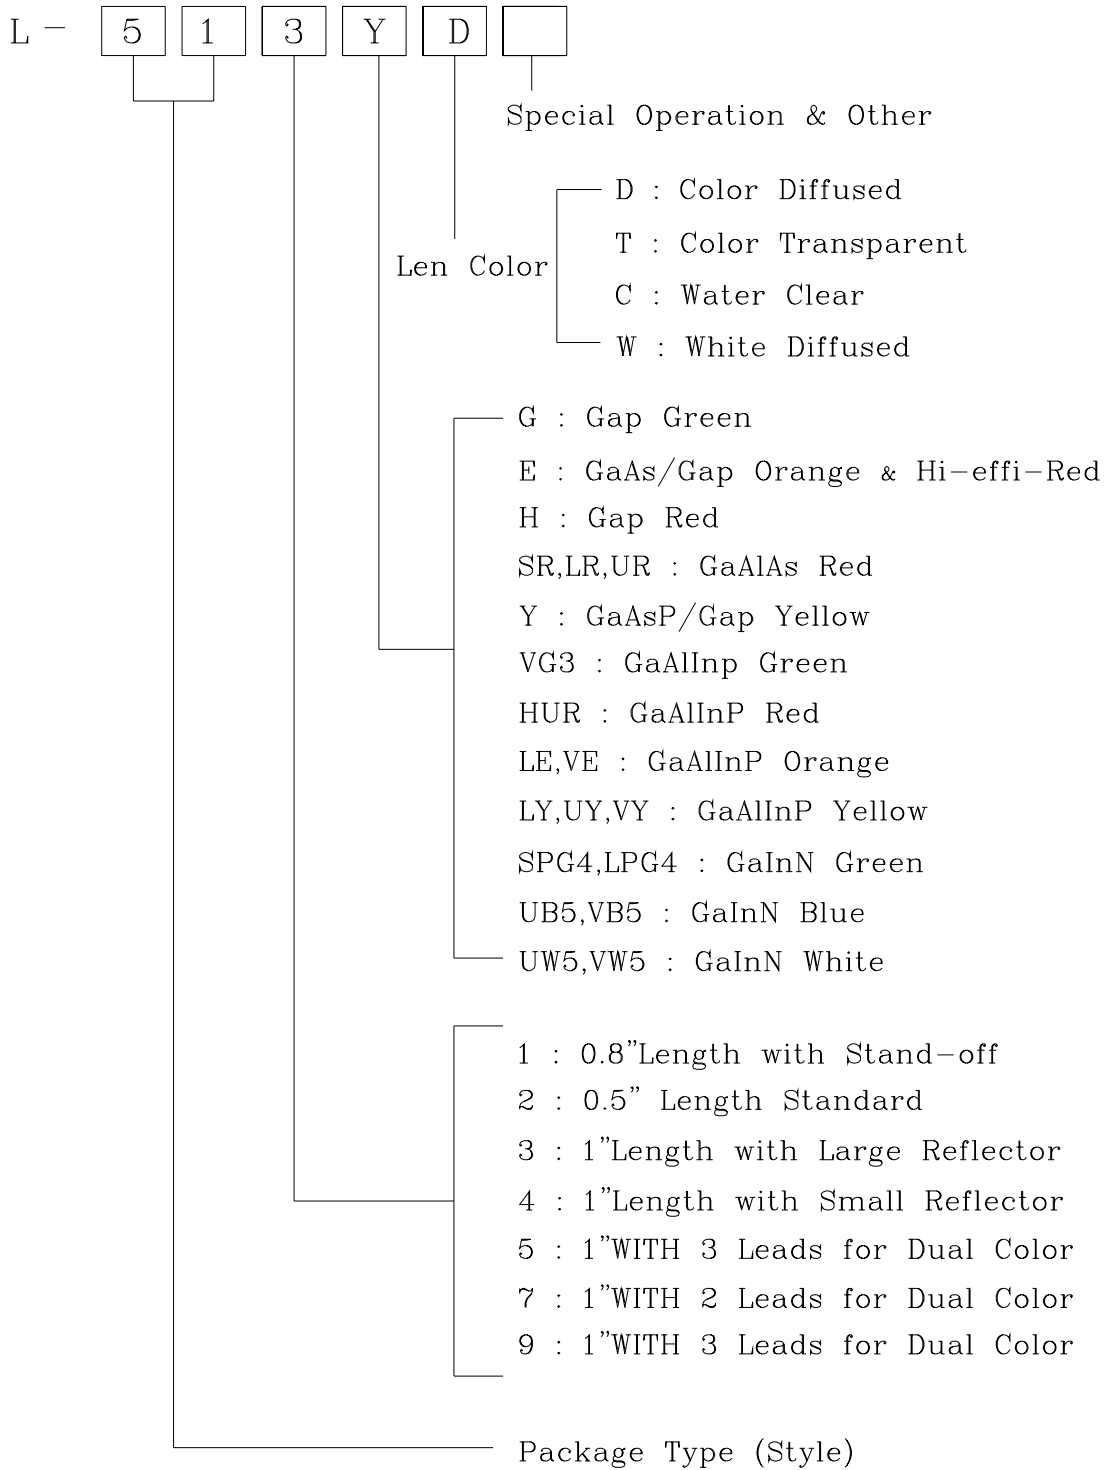 L- 5 1 3 Y D
Special Operation & Other
D : Color Diffused
T : Color Transparent
Len Color
C : Water Clear
W : White Diffused
G : Gap Green
E : GaAs/Gap Orange & Hi-effi-Red
H : Gap Red
SR,LR,UR : GaAlAs Red
Y : GaAsP/Gap Yellow
VG3 : GaAlInp Green
HUR : GaAlInP Red
LE,VE : GaAlInP Orange
LY,UY,VY : GaAlInP Yellow
SPG4,LPG4 : GaInN Green
UB5,VB5 : GaInN Blue
UW5,VW5 : GaInN White
1 : 0.8"Length with Stand-off
2 : 0.5" Length Standard
3 : 1"Length with Large Reflector
4 : 1"Length with Small Reflector
5 : 1"WITH 3 Leads for Dual Color
7 : 1"WITH 2 Leads for Dual Color
9 : 1"WITH 3 Leads for Dual Color
Package Type (Style)